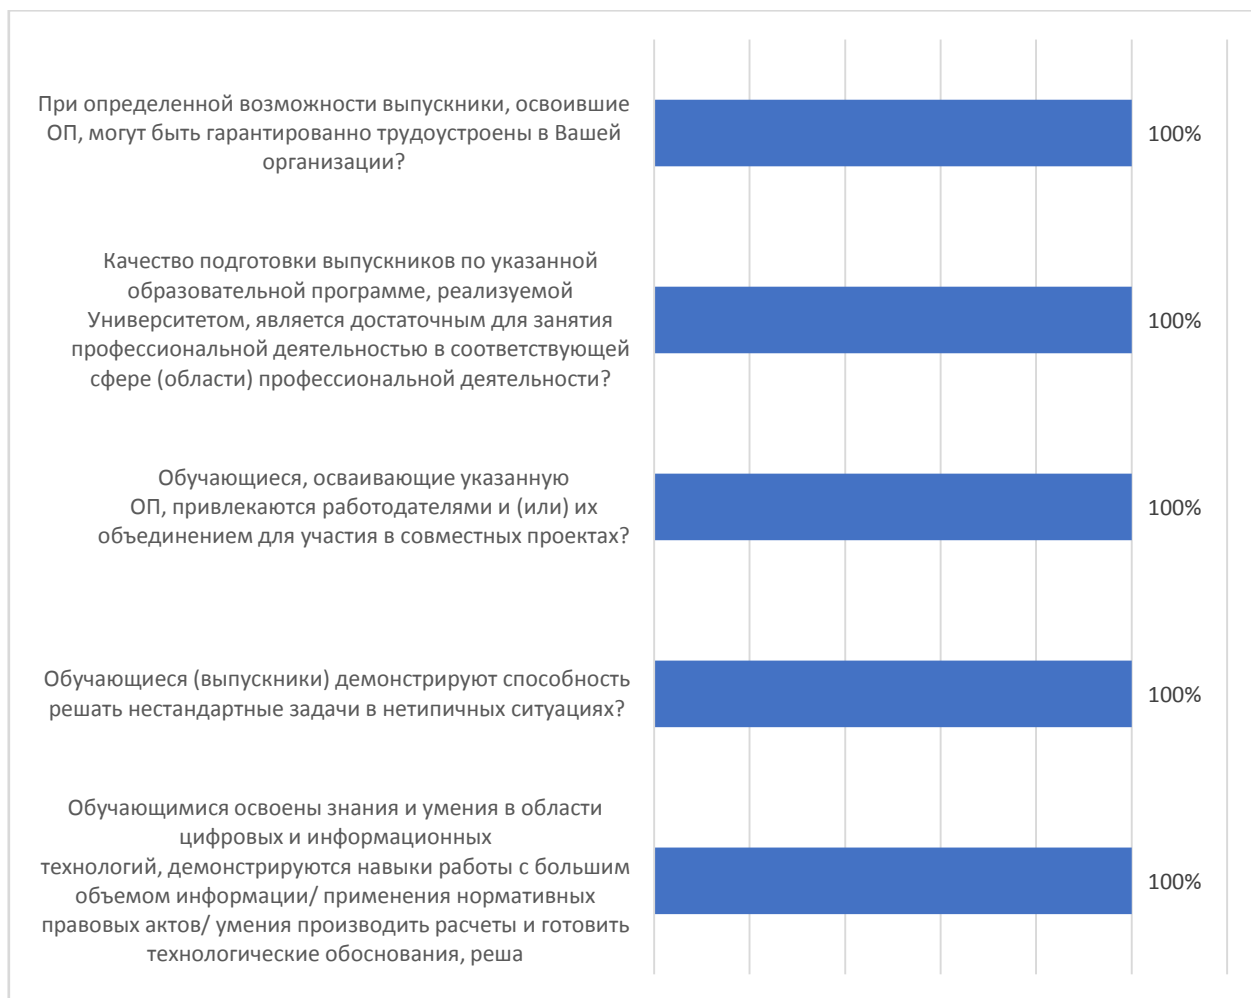 При определенной возможности выпускники, освоившие
ОП, могут быть гарантированно трудоустроены в Вашей
организации?
100%
Качество подготовки выпускников по указанной
образовательной программе, реализуемой
Университетом, является достаточным для занятия
профессиональной деятельностью в соответствующей
сфере (области) профессиональной деятельности?
100%
Обучающиеся, осваивающие указанную
ОП, привлекаются работодателями и (или) их
объединением для участия в совместных проектах?
100%
Обучающиеся (выпускники) демонстрируют способность
решать нестандартные задачи в нетипичных ситуациях?
100%
Обучающимися освоены знания и умения в области
цифровых и информационных
технологий, демонстрируются навыки работы с большим
объемом информации/ применения нормативных
правовых актов/ умения производить расчеты и готовить
технологические обоснования, реша
100%